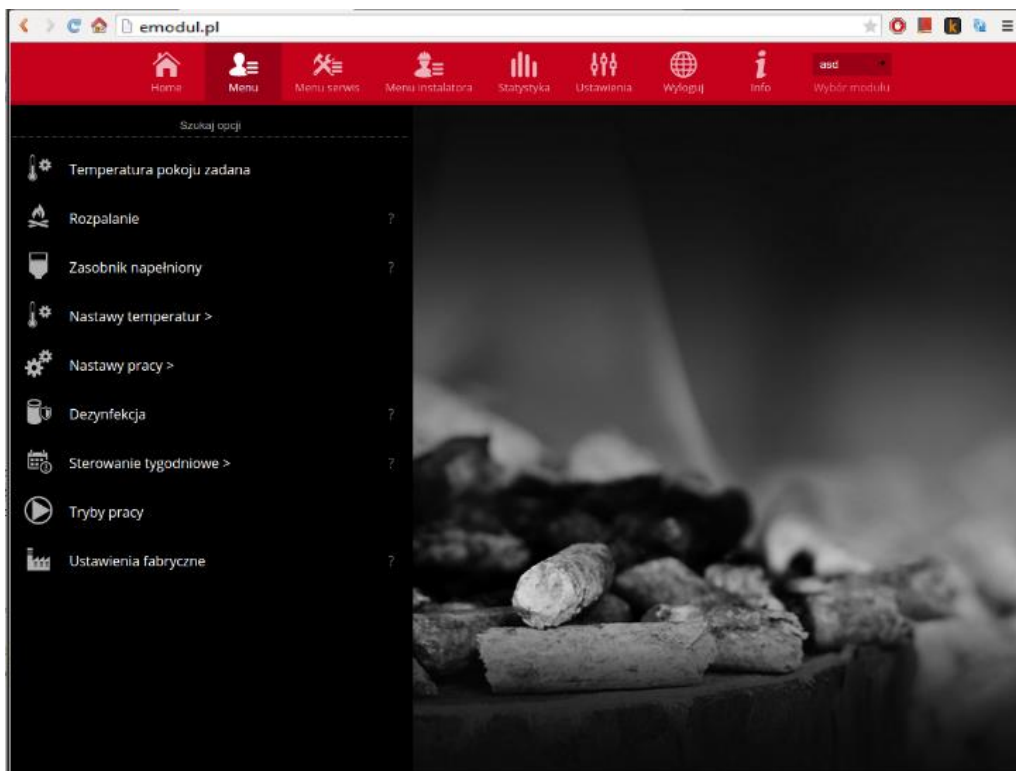 emodul.pl
Home Menu Menu serwis Menu instalatora Statystyka Ustawienia Wyloguj Info asd Wybór modułu
Szukaj opcji
Temperatura pokoju zadana
Rozpalanie ?
Zasobnik napełniony ?
Nastawy temperatur >
Nastawy pracy >
Dezynfekcja ?
Sterowanie tygodniowe > ?
Tryby pracy
Ustawienia fabryczne ?